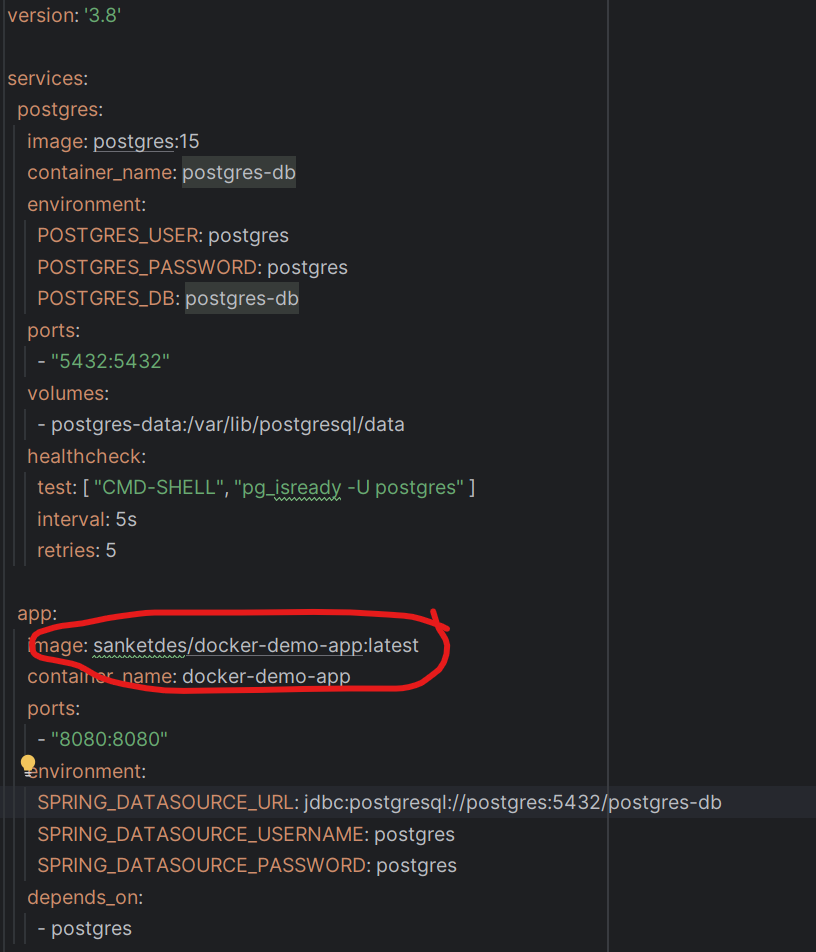 version: '3.8'
services:
postgres:
image: postgres:15
container_name: postgres-db
environment:
POSTGRES_USER: postgres
POSTGRES_PASSWORD: postgres
POSTGRES_DB: postgres-db
ports:
- "5432:5432"
volumes:
- postgres-data:/var/lib/postgresql/data
healthcheck:
test: [ "CMD-SHELL", "pg_isready -U postgres" ]
interval: 5s
retries: 5
app:
image: sanketdes/docker-demo-app:latest
container_name: docker-demo-app
ports:
- "8080:8080"
environment:
SPRING_DATASOURCE_URL: jdbc:postgresql://postgres:5432/postgres-db
SPRING_DATASOURCE_USERNAME: postgres
SPRING_DATASOURCE_PASSWORD: postgres
depends_on:
- postgres